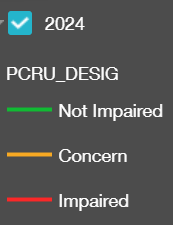 2024
PCRU_DESIG
Not Impaired
Concern
Impaired